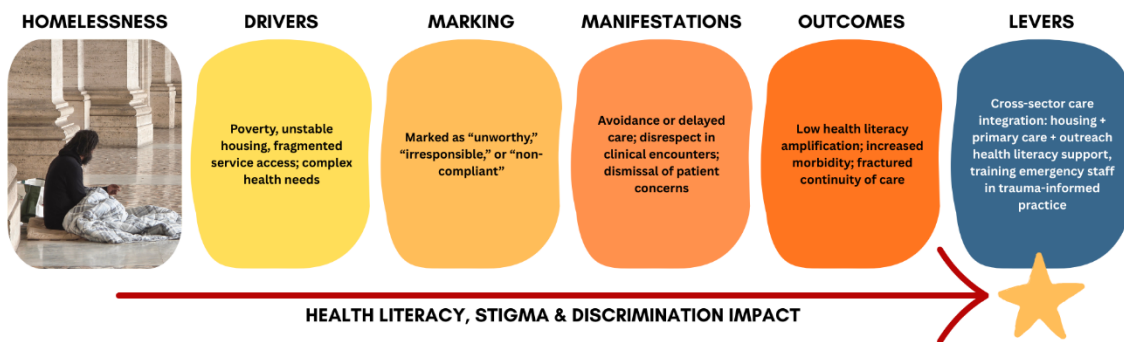 HOMELESSNESS
DRIVERS
MARKING
MANIFESTATIONS
OUTCOMES
LEVERS
Poverty, unstable
housing, fragmented
service access; complex
health needs
Marked as “unworthy,”
“irresponsible,” or “non-
compliant”
Avoidance or delayed
care; disrespect in
clinical encounters;
dismissal of patient
concerns
Low health literacy
amplification; increased
morbidity; fractured
continuity of care
Cross-sector care
integration: housing +
primary care + outreach
health literacy support,
training emergency staff
in trauma-informed
practice
HEALTH LITERACY, STIGMA & DISCRIMINATION IMPACT